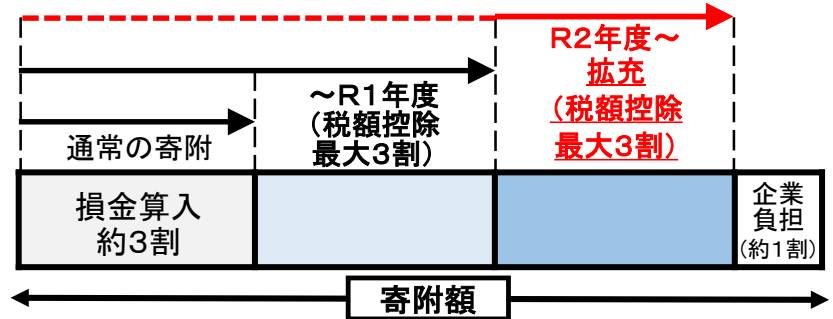 R2年度~
拡充
(税額控除
最大3割)
~R1年度
(税額控除
最大3割)
通常の寄附
損金算入
約3割
企業
負担
(約1割)
寄附額